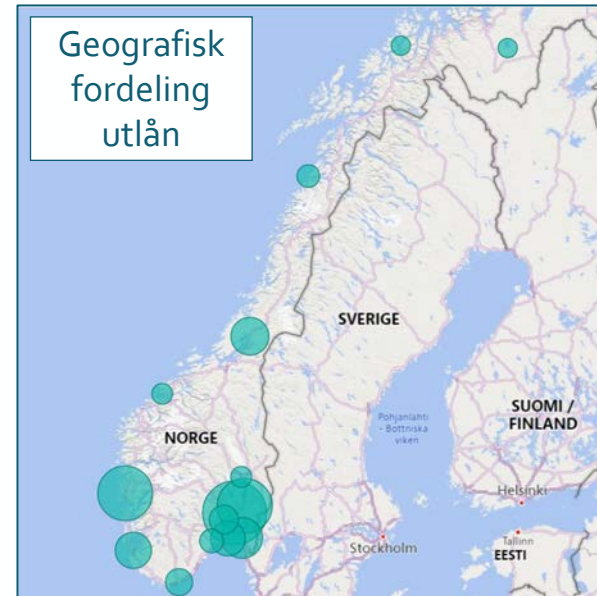 Geografisk
fordeling
utlån
SVERIGE
Pohjanlahti
- Bottniska
viken
SUOMI /
FINLAND
NORGE
Helsinki
Tallinn
Stockholm
EESTI